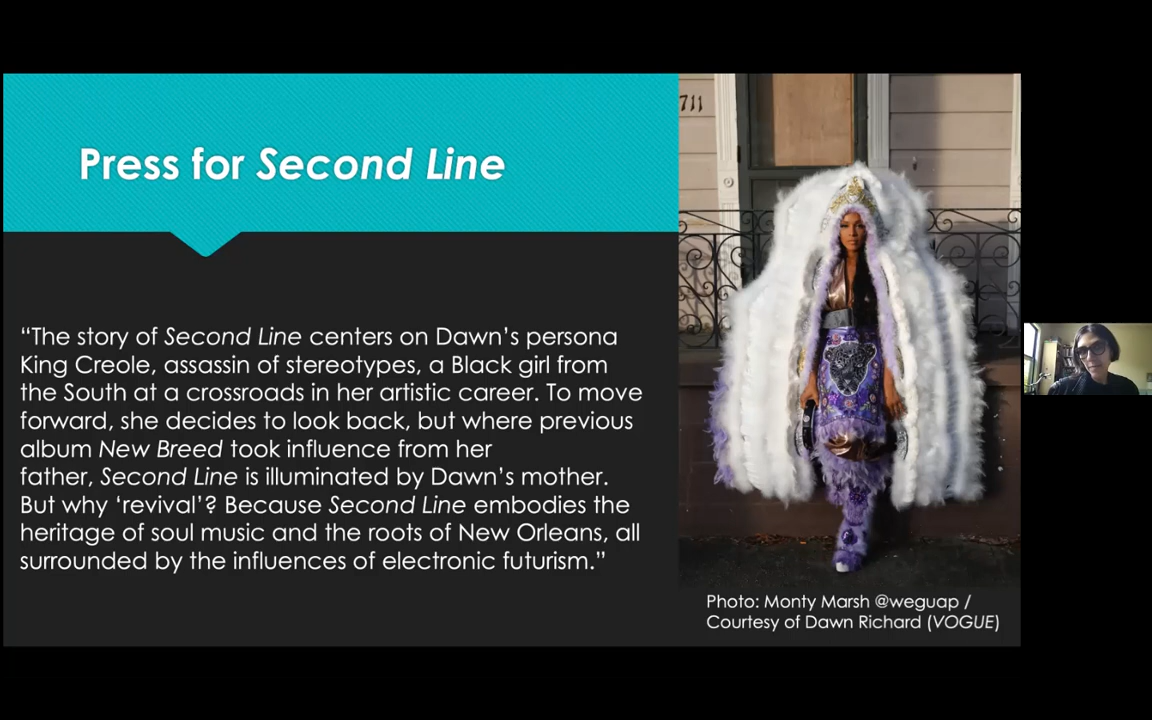 Press for Second Line
“The story of Second Line centers on Dawn’s persona
King Creole, assassin of stereotypes, a Black girl from
the South at a crossroads in her artistic career. To move
forward, she decides to look back, but where previous
album New Breed took influence from her
father, Second Line is illuminated by Dawn’s mother.
But why ‘revival’? Because Second Line embodies the
heritage of soul music and the roots of New Orleans, all
surrounded by the influences of electronic futurism.”
711
Photo: Monty Marsh @weguap /
Courtesy of Dawn Richard (VOGUE)